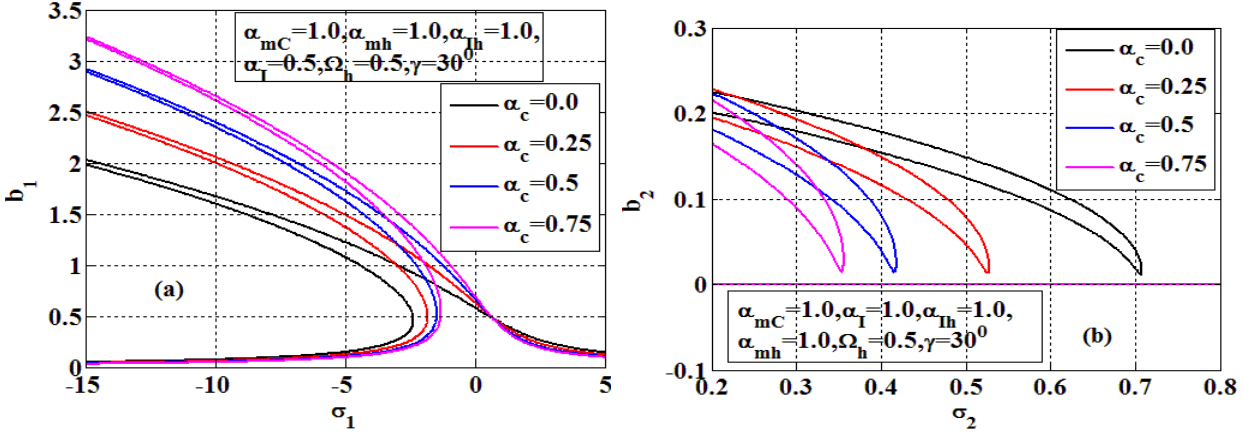 3.5
3
2.5
2
1.5
1
0.5
0
b1
-15
-10
-5
0
5
σ1
αmC=1.0,αmh=1.0,αIh=1.0,
αI=0.5,Ωh=0.5,γ=30⁰
αc=0.0
αc=0.25
αc=0.5
αc=0.75
(a)
0.3
0.2
0.1
0
-0.1
b2
0.2
0.3
0.4
0.5
0.6
0.7
0.8
σ2
αc=0.0
αc=0.25
αc=0.5
αc=0.75
αmC=1.0,αI=1.0,αIh=1.0,
αmh=1.0,Ωh=0.5,γ=30⁰
(b)